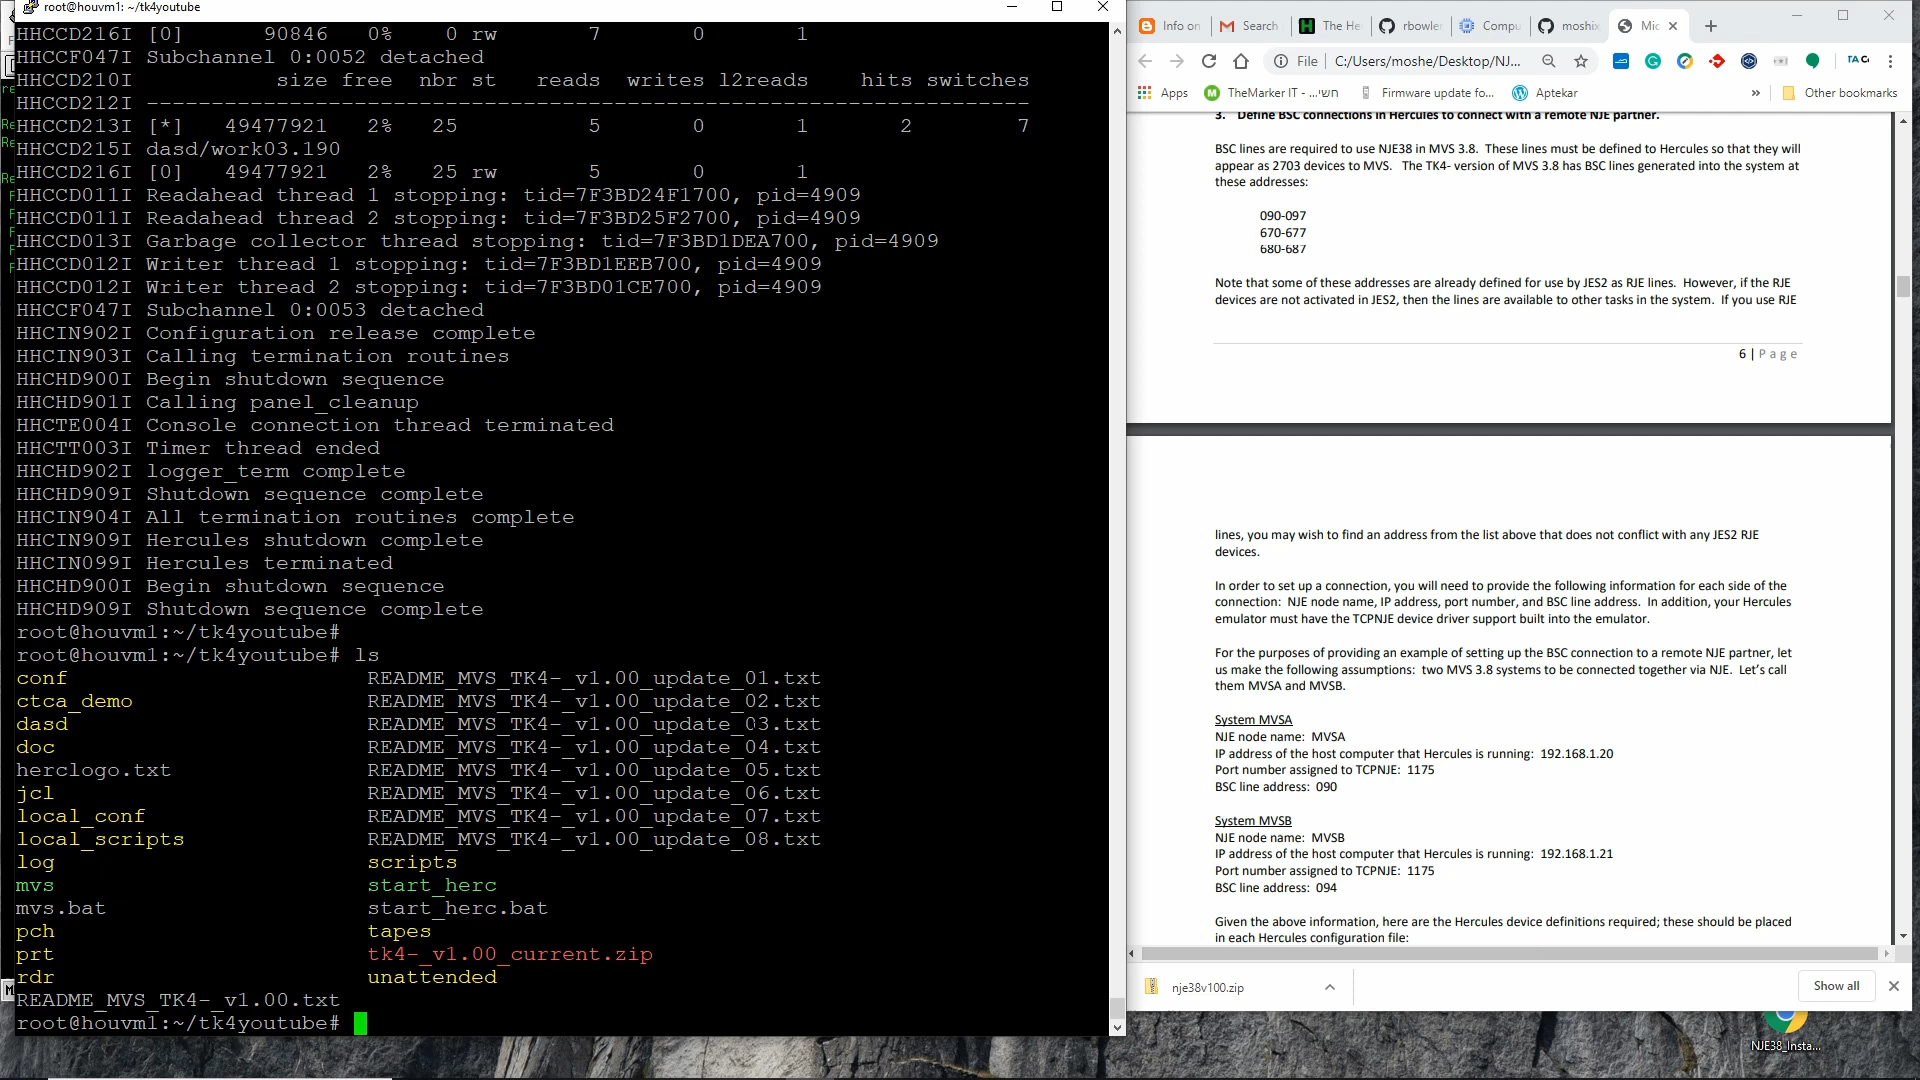 root@houvm1: ~/tk4youtube
HHCCD216I [0]     90846   0%    0 rw       7       0       1
HHCCF047I Subchannel 0:0052 detached
HHCCD210I           size free  nbr st   reads  writes l2reads    hits switches
HHCCD212I --------------------------------------------------------------------
HHCCD213I [*]  49477921   2%   25          5       0       1       2        7
HHCCD215I dasd/work03.190
HHCCD216I [0]  49477921   2%   25 rw       5       0       1
HHCCD011I Readahead thread 1 stopping: tid=7F3BD24F1700, pid=4909
HHCCD011I Readahead thread 2 stopping: tid=7F3BD25F2700, pid=4909
HHCCD013I Garbage collector thread stopping: tid=7F3BD1DEA700, pid=4909
HHCCD012I Writer thread 1 stopping: tid=7F3BD1EEB700, pid=4909
HHCCD012I Writer thread 2 stopping: tid=7F3BD01CE700, pid=4909
HHCCF047I Subchannel 0:0053 detached
HHCIN902I Configuration release complete
HHCIN903I Calling termination routines
HHCHD900I Begin shutdown sequence
HHCHD901I Calling panel_cleanup
HHCTE004I Console connection thread terminated
HHCTT003I Timer thread ended
HHCHD902I logger_term complete
HHCHD909I Shutdown sequence complete
HHCIN904I All termination routines complete
HHCIN909I Hercules shutdown complete
HHCIN099I Hercules terminated
HHCHD900I Begin shutdown sequence
HHCHD909I Shutdown sequence complete
root@houvm1:~/tk4youtube#
root@houvm1:~/tk4youtube# ls
conf README_MVS_TK4-_v1.00_update_01.txt
ctca_demo README_MVS_TK4-_v1.00_update_02.txt
dasd README_MVS_TK4-_v1.00_update_03.txt
doc README_MVS_TK4-_v1.00_update_04.txt
herclogo.txt README_MVS_TK4-_v1.00_update_05.txt
jcl README_MVS_TK4-_v1.00_update_06.txt
local_conf README_MVS_TK4-_v1.00_update_07.txt
local_scripts README_MVS_TK4-_v1.00_update_08.txt
log scripts
mvs start_herc
mvs.bat start_herc.bat
pch tapes
prt tk4-_v1.00_current.zip
rdr unattended
README_MVS_TK4-_v1.00.txt
root@houvm1:~/tk4youtube#
Info on Search The He rbowle Compu moshix Mic
File C:/Users/moshe/Desktop/NJ...
Apps TheMarker IT - ...חשי Firmware update fo... Aptekar » Other bookmarks
3. Define BSC connections in Hercules to connect with a remote NJE partner.
BSC lines are required to use NJE38 in MVS 3.8. These lines must be defined to Hercules so that they will
appear as 2703 devices to MVS. The TK4- version of MVS 3.8 has BSC lines generated into the system at
these addresses:
090-097
670-677
680-687
Note that some of these addresses are already defined for use by JES2 as RJE lines. However, if the RJE
devices are not activated in JES2, then the lines are available to other tasks in the system. If you use RJE
6 | P a g e
lines, you may wish to find an address from the list above that does not conflict with any JES2 RJE
devices.
In order to set up a connection, you will need to provide the following information for each side of the
connection: NJE node name, IP address, port number, and BSC line address. In addition, your Hercules
emulator must have the TCPNJE device driver support built into the emulator.
For the purposes of providing an example of setting up the BSC connection to a remote NJE partner, let
us make the following assumptions: two MVS 3.8 systems to be connected together via NJE. Let’s call
them MVSA and MVSB.
System MVSA
NJE node name: MVSA
IP address of the host computer that Hercules is running: 192.168.1.20
Port number assigned to TCPNJE: 1175
BSC line address: 090
System MVSB
NJE node name: MVSB
IP address of the host computer that Hercules is running: 192.168.1.21
Port number assigned to TCPNJE: 1175
BSC line address: 094
Given the above information, here are the Hercules device definitions required; these should be placed
in each Hercules configuration file:
nje38v100.zip
Show all
NJE38_Insta...